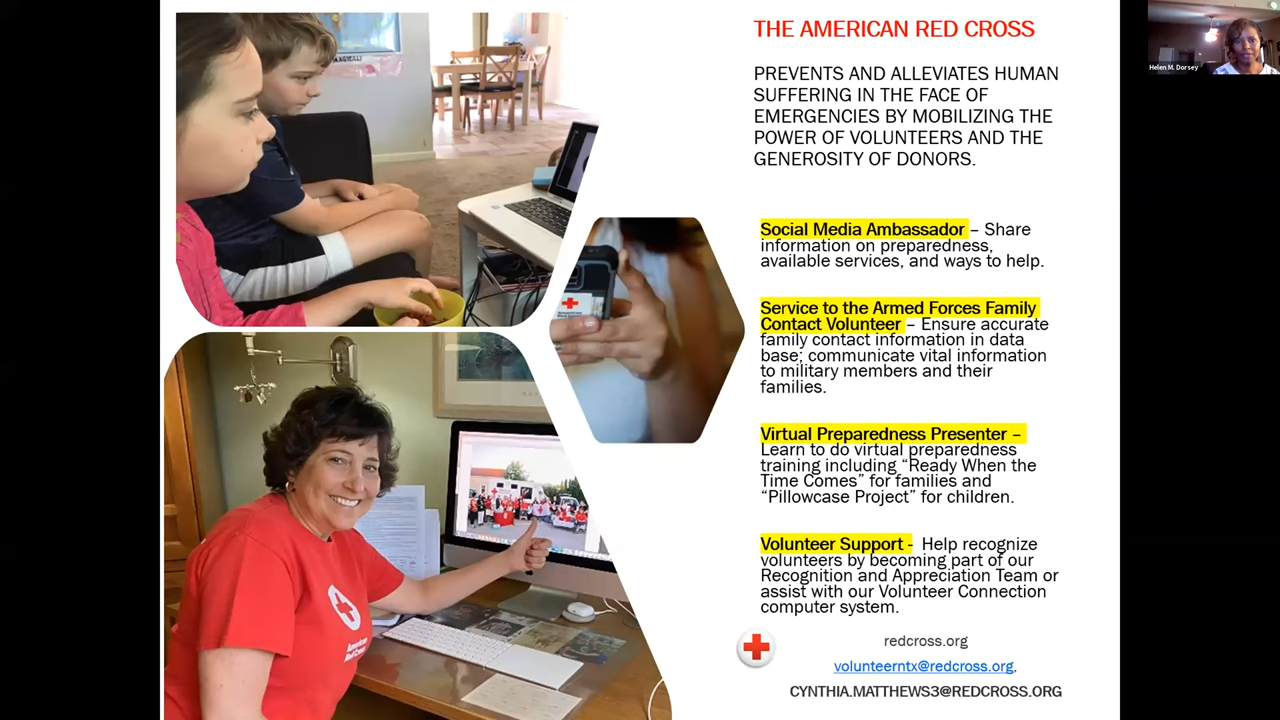 THE AMERICAN RED CROSS
PREVENTS AND ALLEVIATES HUMAN
SUFFERING IN THE FACE OF
EMERGENCIES BY MOBILIZING THE
POWER OF VOLUNTEERS AND THE
GENEROSITY OF DONORS.
Social Media Ambassador – Share
information on preparedness,
available services, and ways to help.
Service to the Armed Forces Family
Contact Volunteer – Ensure accurate
family contact information in data
base; communicate vital information
to military members and their
families.
Virtual Preparedness Presenter –
Learn to do virtual preparedness
training including “Ready When the
Time Comes” for families and
“Pillowcase Project” for children.
Volunteer Support - Help recognize
volunteers by becoming part of our
Recognition and Appreciation Team or
assist with our Volunteer Connection
computer system.
redcross.org
volunteerntx@redcross.org.
CYNTHIA.MATTHEWS3@REDCROSS.ORG
Helen M. Dorsey
American
Red Cross